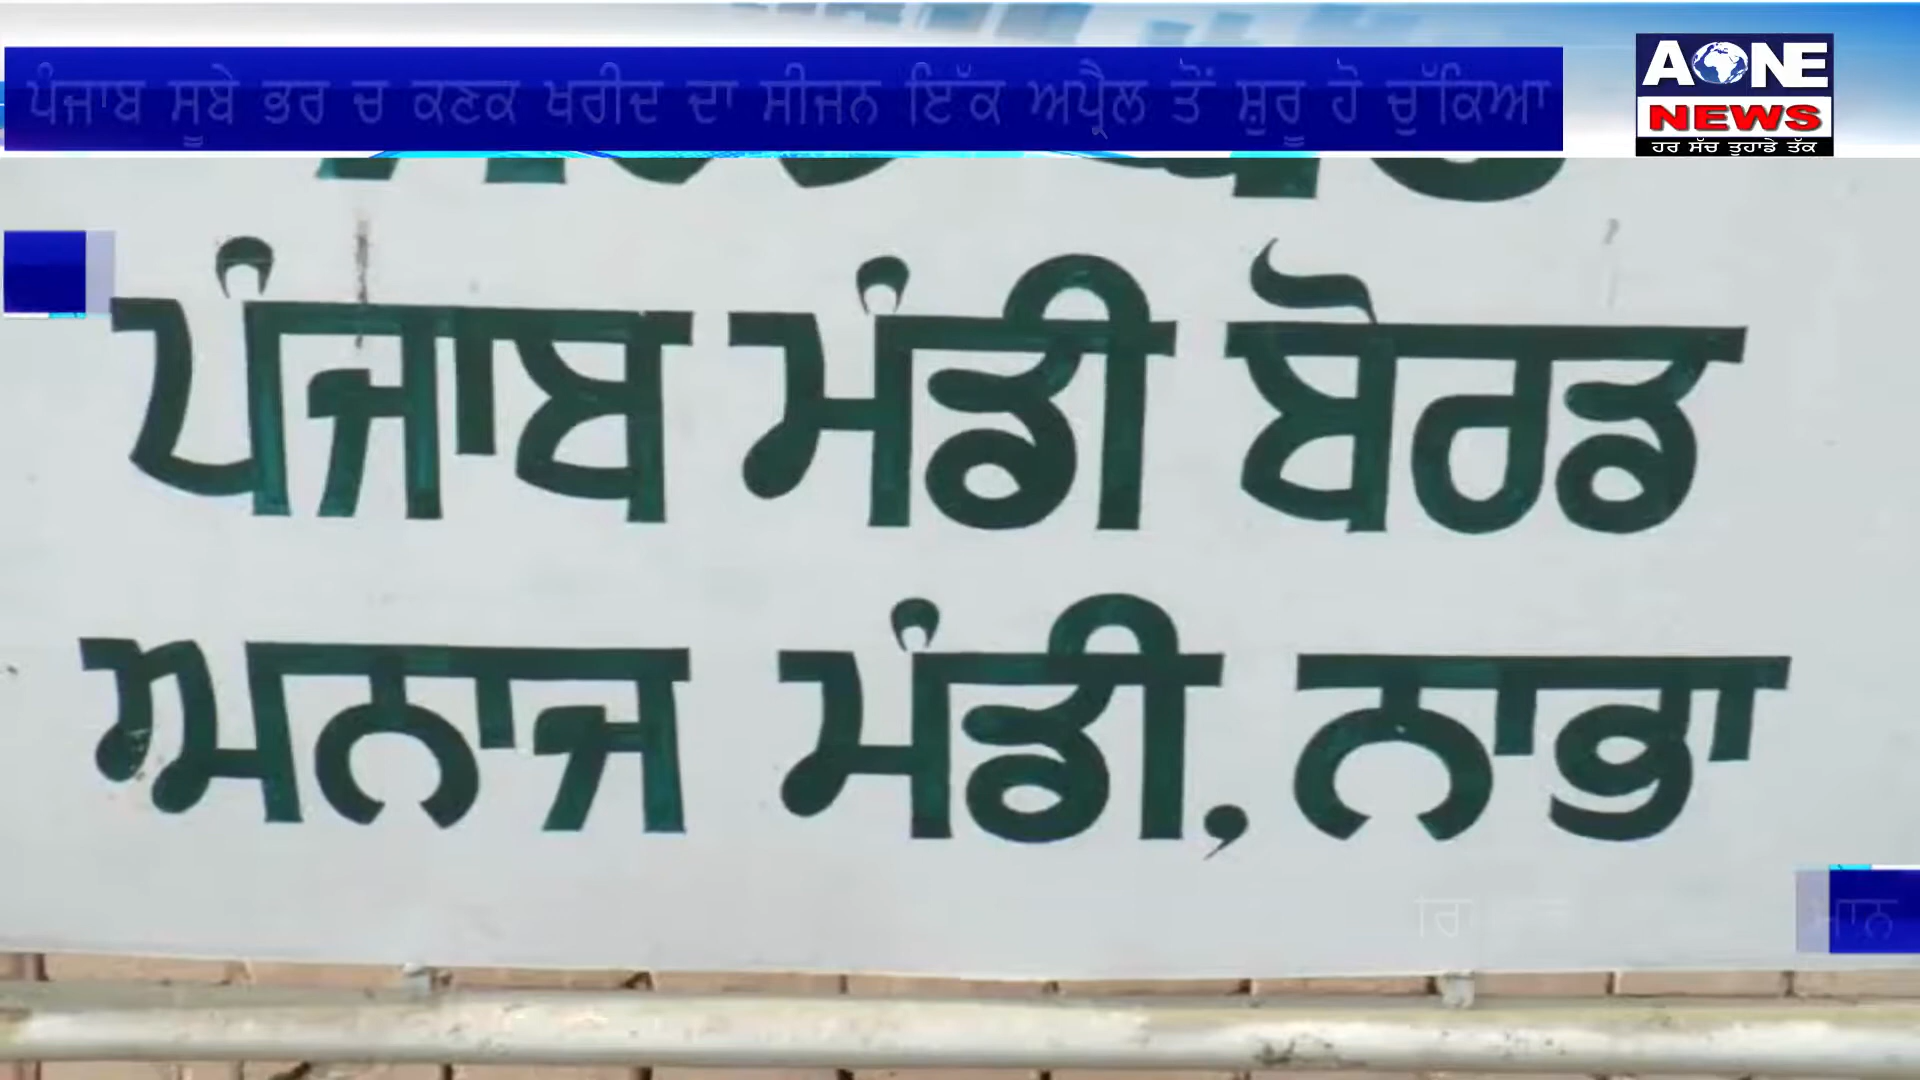 ਪੰਜਾਬ ਸੂਬੇ ਭਰ ਚ ਕਣਕ ਖਰੀਦ ਦਾ ਸੀਜਨ ਇੱਕ ਅਪ੍ਰੈਲ ਤੋਂ ਸ਼ੁਰੂ ਹੋ ਚੁੱਕਿਆ
AONE
NEWS
ਹਰ ਸੱਚ ਤੁਹਾਡੇ ਤੱਕ
ਪੰਜਾਬ ਮੰਡੀ ਬੋਰਡ
ਅਨਾਜ ਮੰਡੀ, ਨਾਭਾ